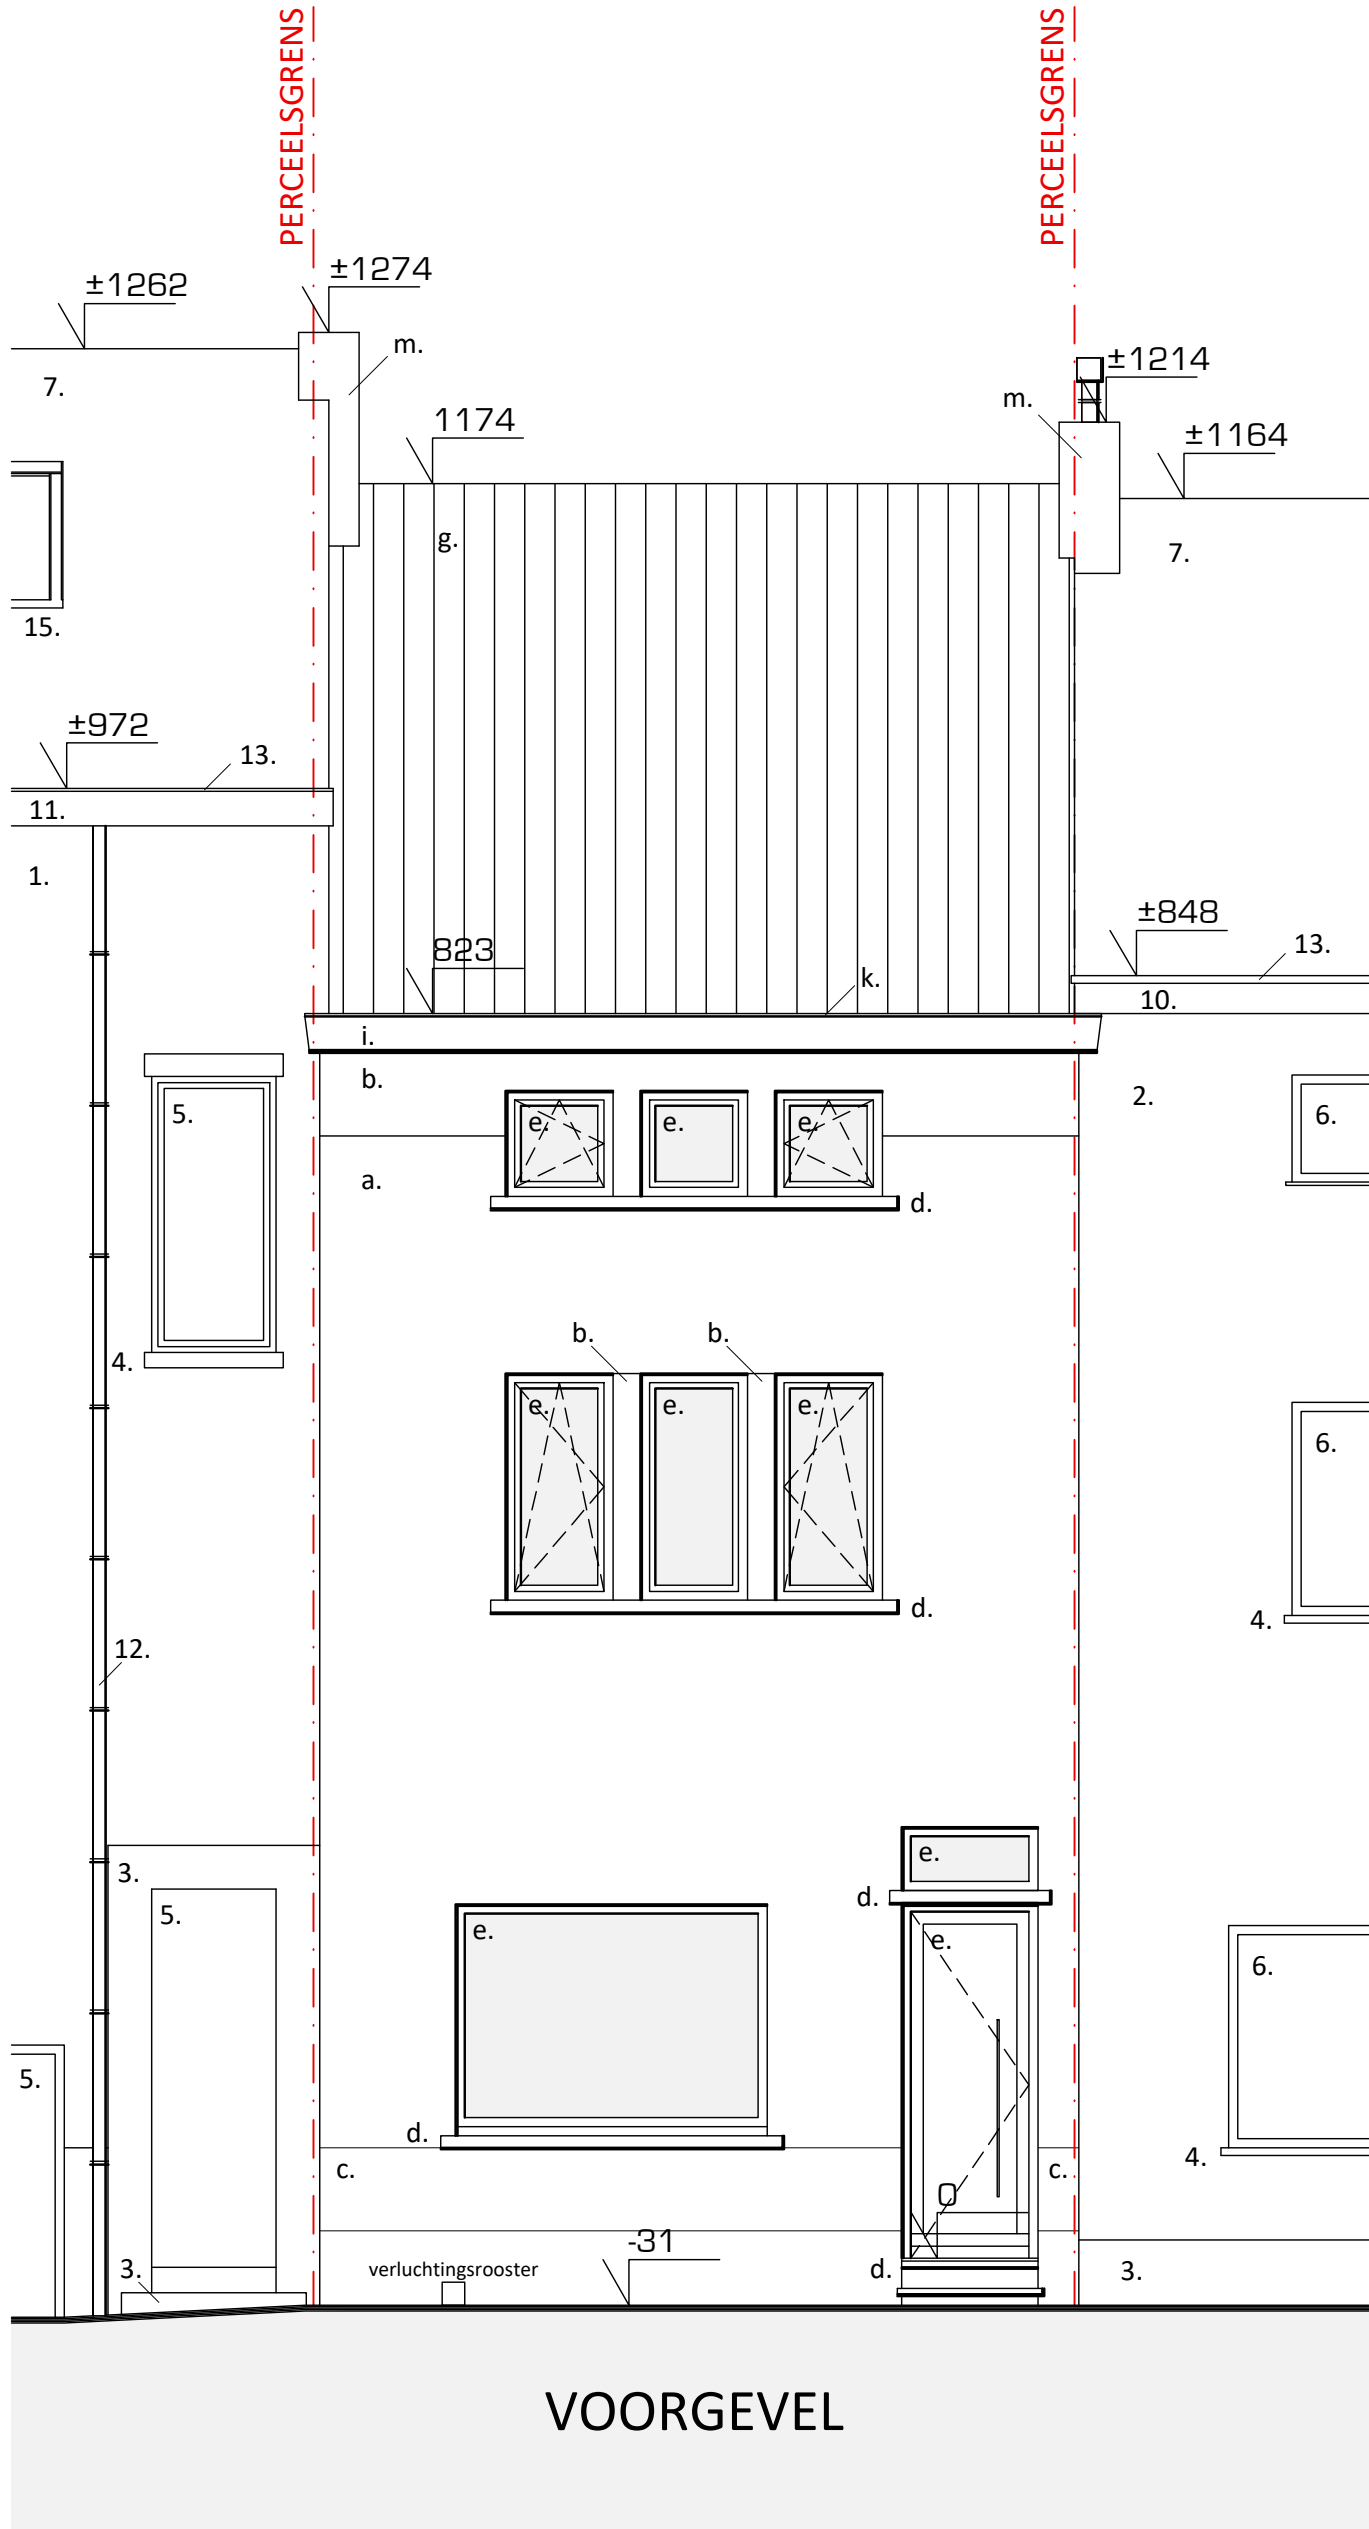 PERCEELSGRENS
PERCEELSGRENS
±1262
±1274
m.
±1214
7.
m.
1174
±1164
g.
7.
15.
±972
13.
11.
1.
±848
823
13.
k.
10.
i.
b.
2.
5.
e.
e.
e.
6.
a.
d.
b.
b.
4.
e.
e.
e.
6.
d.
4.
12.
3.
e.
d.
5.
e.
e.
6.
5.
d.
c.
c.
4.
0
-31
3.
verluchtingsrooster
d.
3.
VOORGEVEL